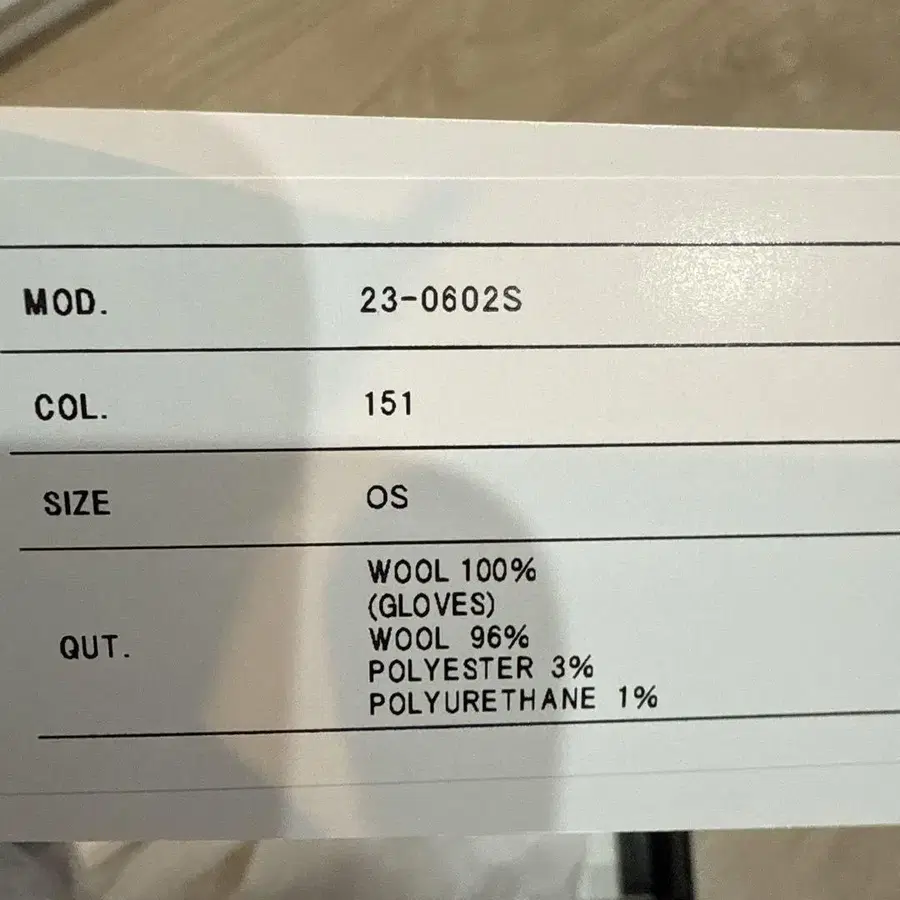 MOD. 23-0602S
COL. 151
SIZE OS
WOOL 100%
(GLOVES)
QUT. WOOL 96%
POLYESTER 3%
POLYURETHANE 1%